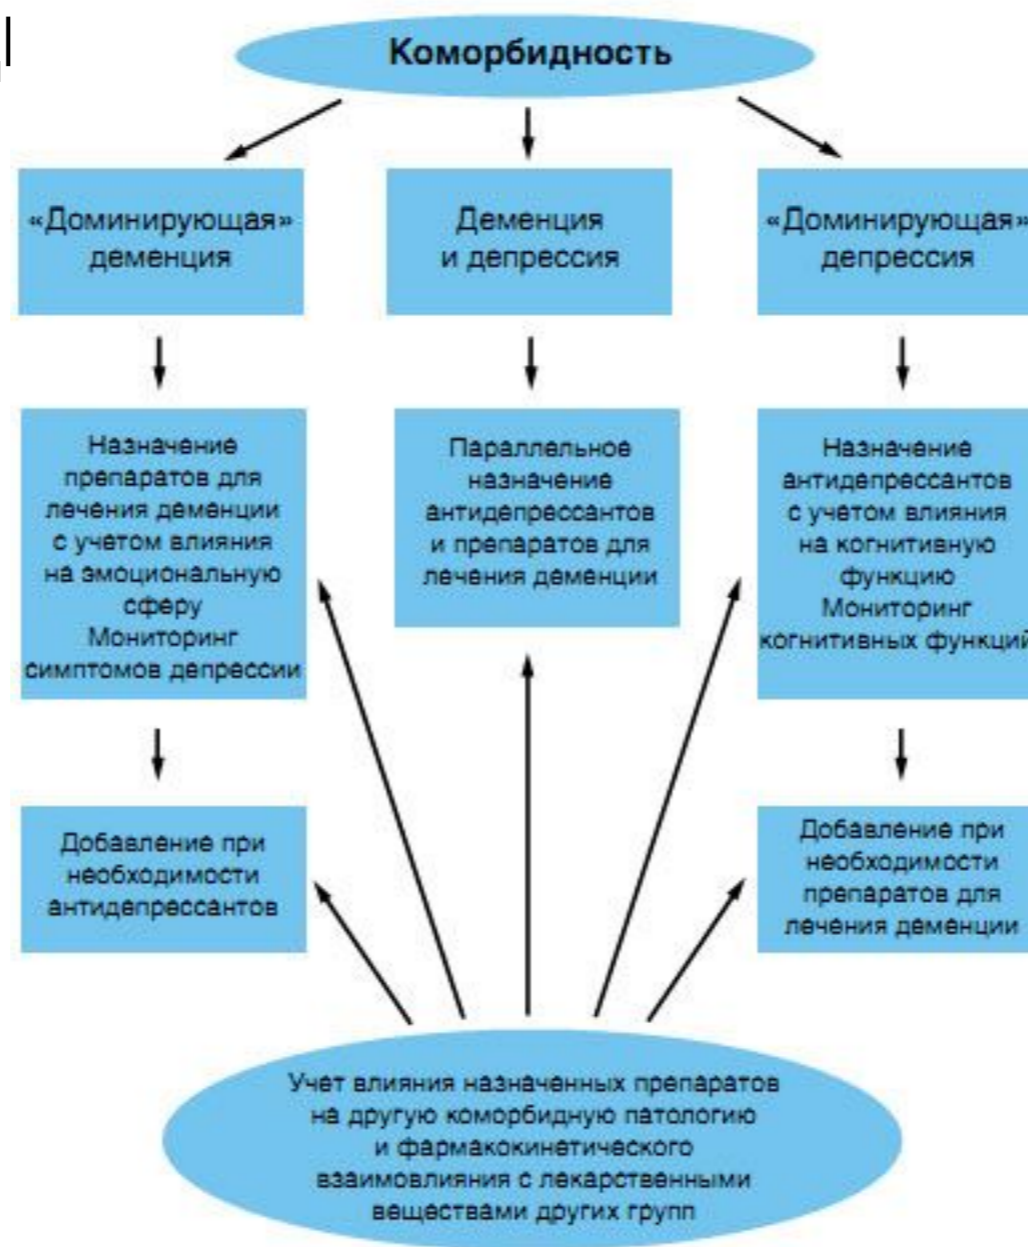 Коморбидность
«Доминирующая»
деменция
Деменция
и депрессия
«Доминирующая»
депрессия
Назначение
препаратов для
лечения деменции
с учетом влияния
на эмоциональную
сферу
Мониторинг
симптомов депрессии
Параллельное
назначение
антидепрессантов
и препаратов для
лечения деменции
Назначение
антидепрессантов
с учетом влияния
на когнитивную
функцию
Мониторинг
когнитивных функций
Добавление при
необходимости
антидепрессантов
Добавление при
необходимости
препаратов для
лечения деменции
Учет влияния назначенных препаратов
на другую коморбидную патологию
и фармакокинетического
взаимовлияния с лекарственными
веществами других групп